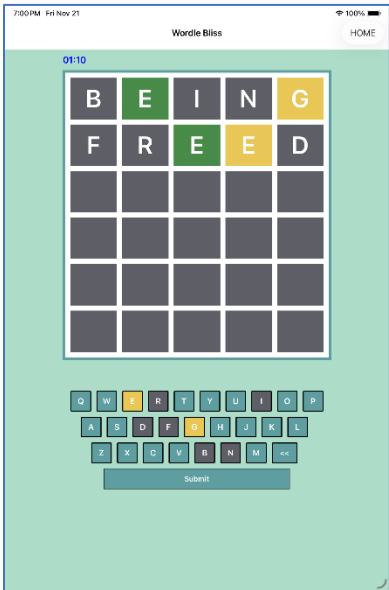 7:00 PM Fri Nov 21
100%
Wordle Bliss
HOME
01:10
B E I N G
F R E E D
Q W E R T Y U I O P
A S D F G H J K L
Z X C V B N M <<
Submit